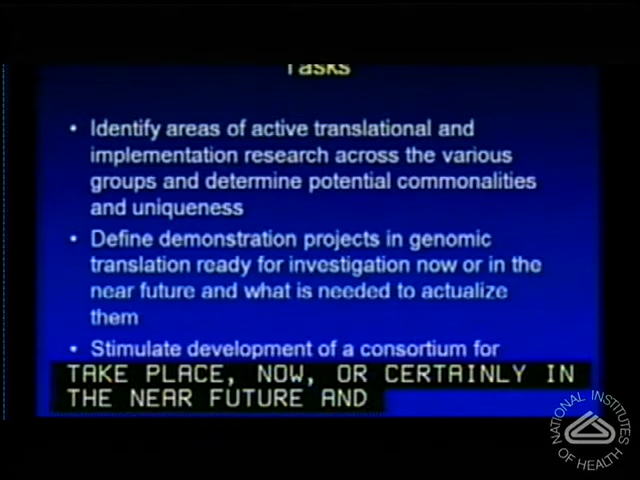 Tasks
• Identify areas of active translational and
implementation research across the various
groups and determine potential commonalities
and uniqueness
• Define demonstration projects in genomic
translation ready for investigation now or in the
near future and what is needed to actualize
them
• Stimulate development of a consortium for
TAKE PLACE, NOW, OR CERTAINLY IN
THE NEAR FUTURE AND
NATIONAL INSTITUTES
OF HEALTH